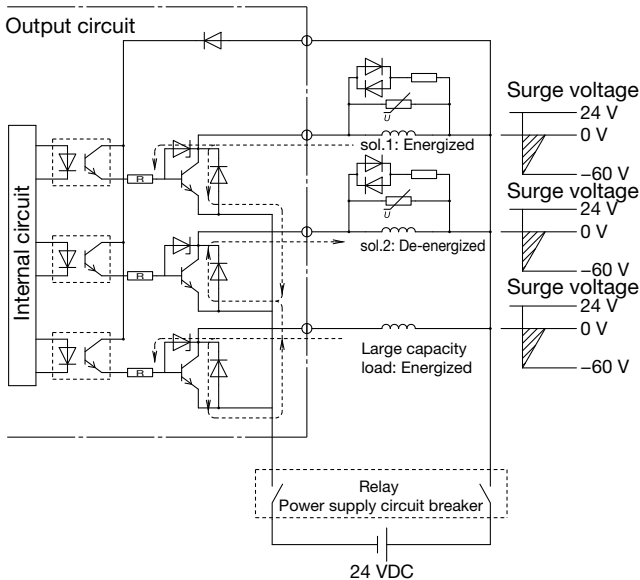 Output circuit
Internal circuit
Surge voltage
24 V
0 V
−60 V
U
sol.1: Energized
R
Surge voltage
24 V
0 V
−60 V
U
sol.2: De-energized
R
Surge voltage
24 V
0 V
−60 V
Large capacity
load: Energized
R
Relay
Power supply circuit breaker
24 VDC